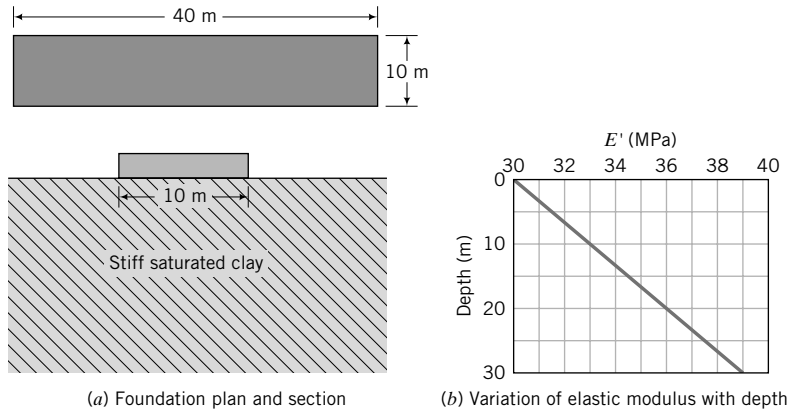 40 m
10 m
10 m
Stiff saturated clay
(a) Foundation plan and section
E' (MPa)
30 32 34 36 38 40
0
10
20
30
Depth (m)
(b) Variation of elastic modulus with depth